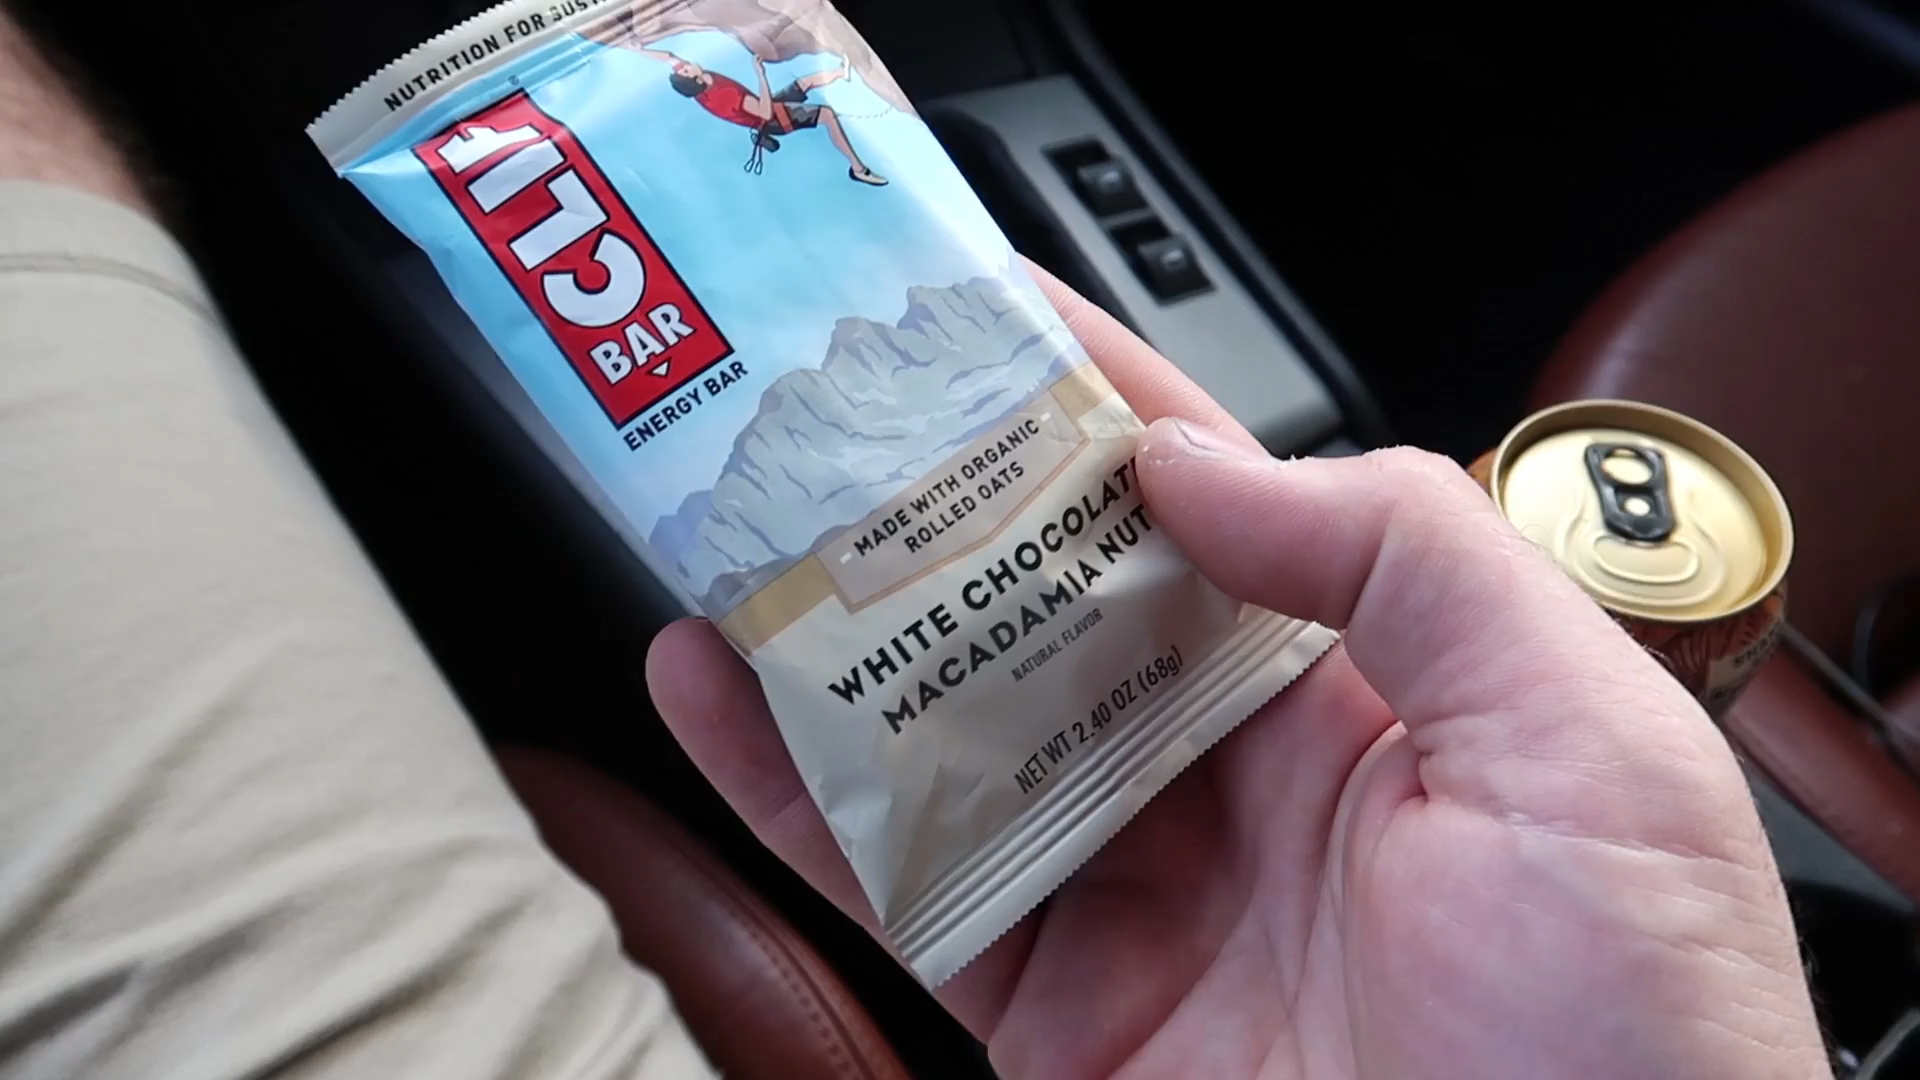 NUTRITION FOR
CLIF
BAR
ENERGY BAR
MADE WITH ORGANIC
ROLLED OATS
WHITE CHOCOLATE
MACADAMIA NUT
NATURAL FLAVOR
NET WT 2.40 OZ (68g)